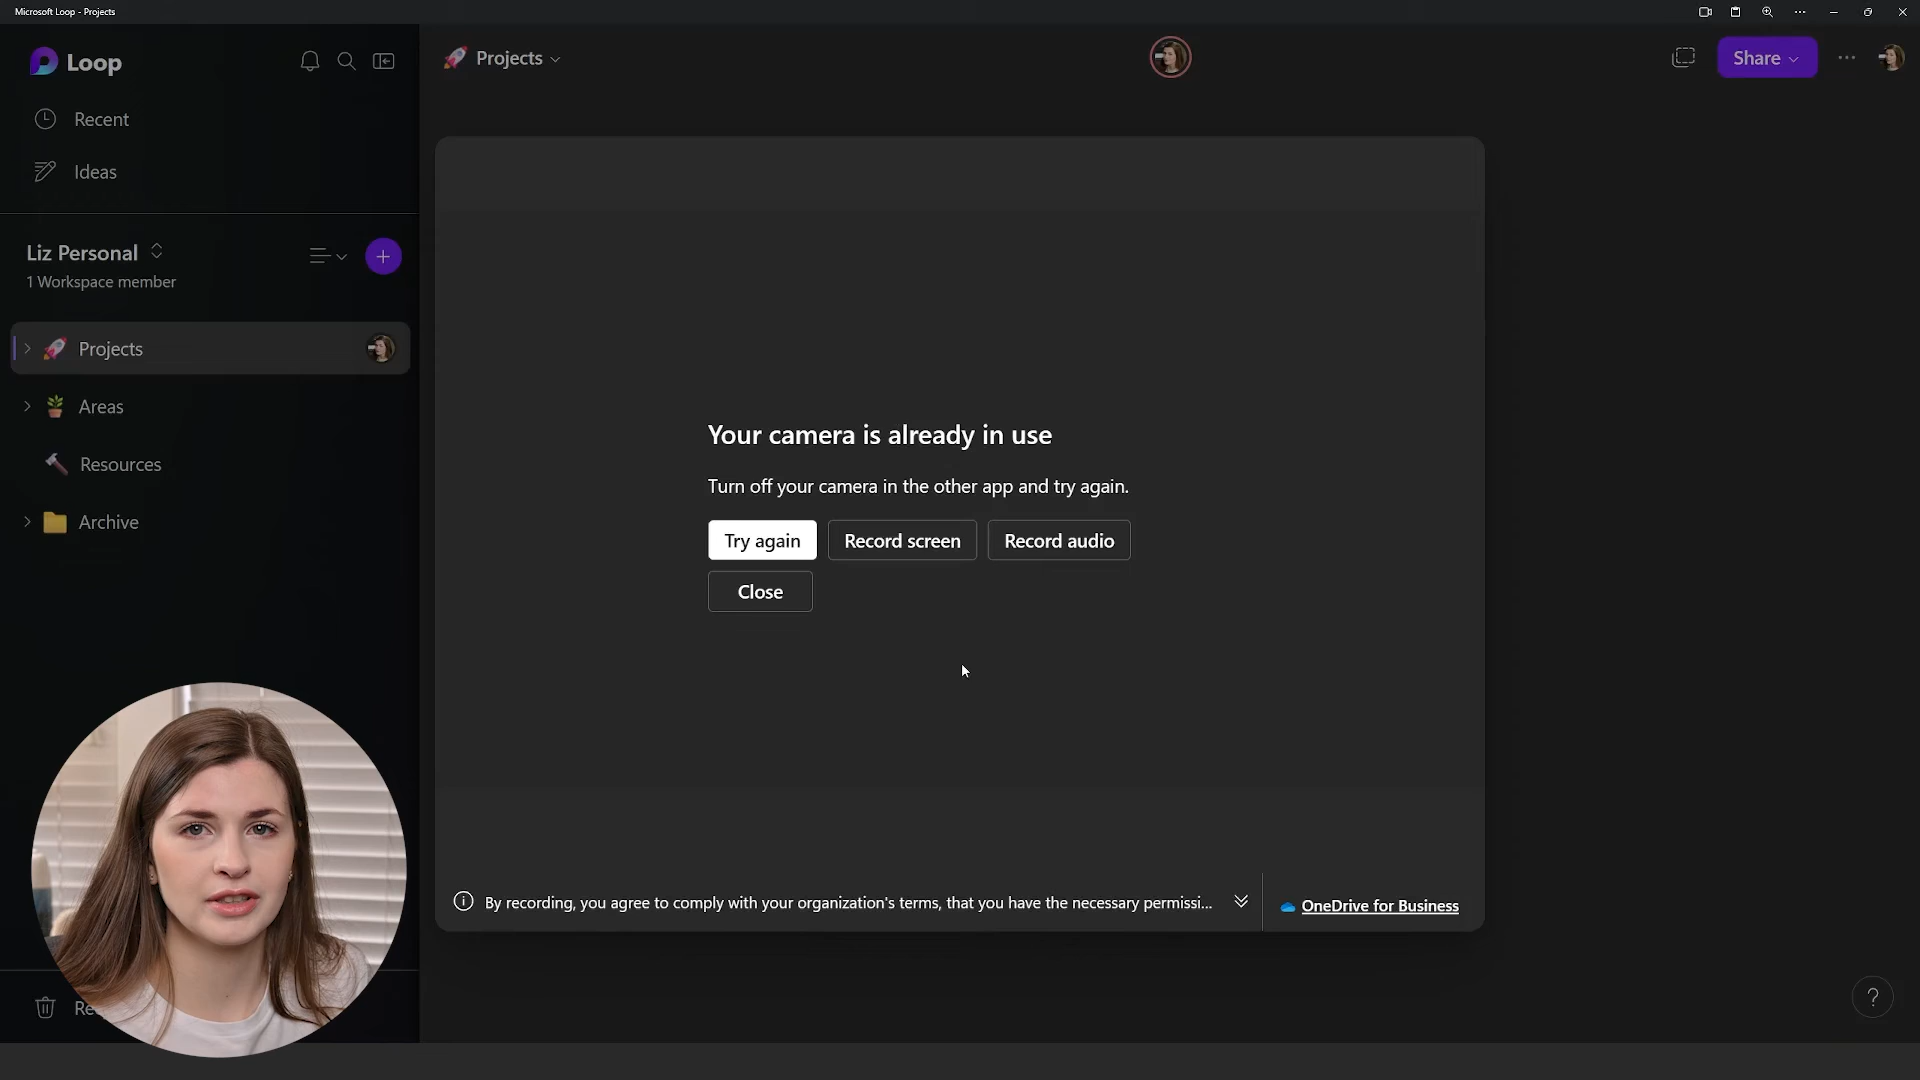 Microsoft Loop - Projects
Loop
Projects
Share
Recent
Ideas
Liz Personal
1 Workspace member
Projects
Areas
Resources
Archive
Your camera is already in use
Turn off your camera in the other app and try again.
Try again
Record screen
Record audio
Close
By recording, you agree to comply with your organization's terms, that you have the necessary permissi...
OneDrive for Business
?